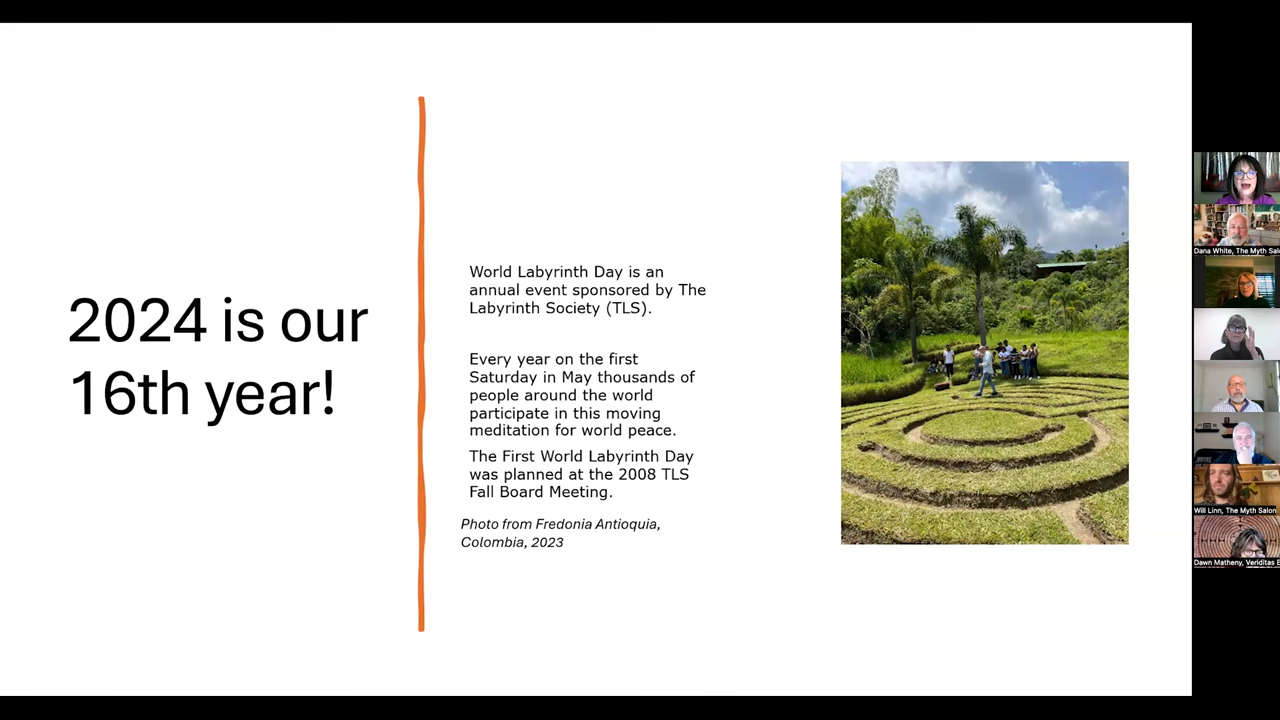 2024 is our
16th year!
World Labyrinth Day is an
annual event sponsored by The
Labyrinth Society (TLS).
Every year on the first
Saturday in May thousands of
people around the world
participate in this moving
meditation for world peace.
The First World Labyrinth Day
was planned at the 2008 TLS
Fall Board Meeting.
Photo from Fredonia Antioquia,
Colombia, 2023
Dana White, The Myth Sal
Will Linn, The Myth Salon
Dawn Matheny, Veriditas E